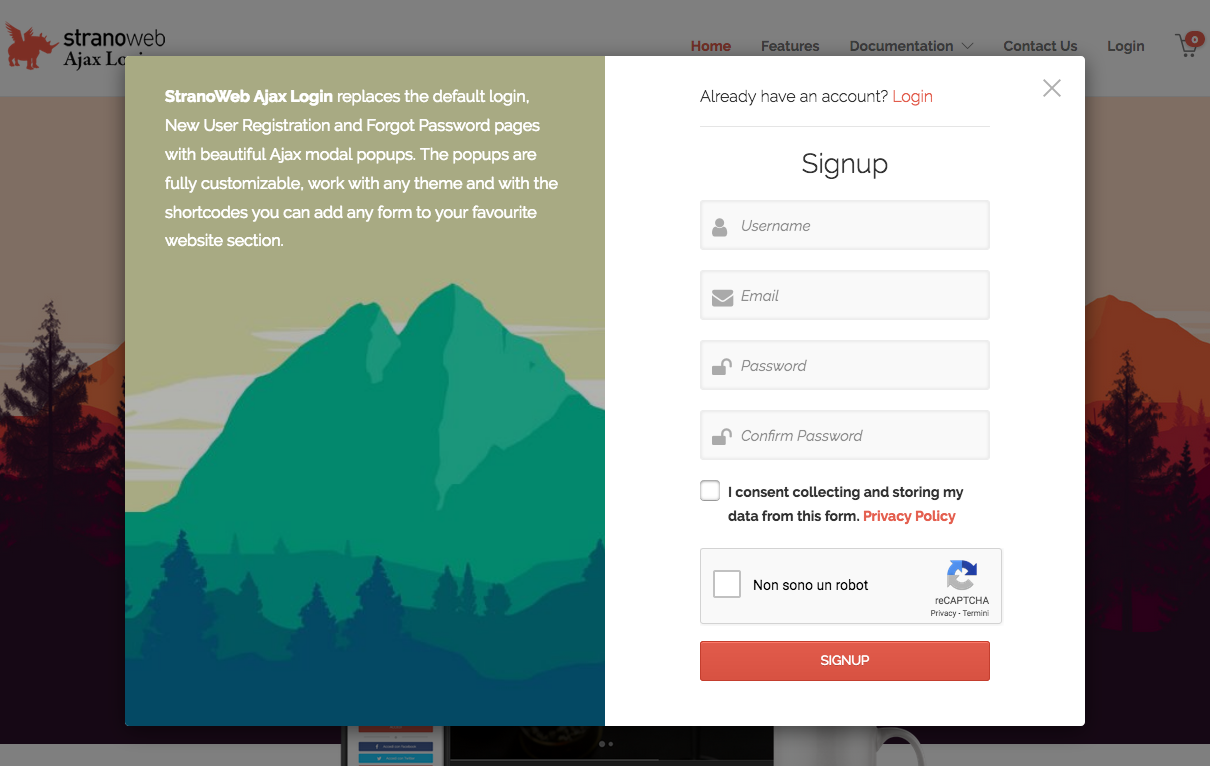 stranoweb
Ajax Lo
Home Features Documentation Contact Us Login 0
StranoWeb Ajax Login replaces the default login,
New User Registration and Forgot Password pages
with beautiful Ajax modal popups. The popups are
fully customizable, work with any theme and with the
shortcodes you can add any form to your favourite
website section.
Already have an account? Login
Signup
Username
Email
Password
Confirm Password
I consent collecting and storing my
data from this form. Privacy Policy
Non sono un robot
reCAPTCHA
Privacy - Termini
SIGNUP